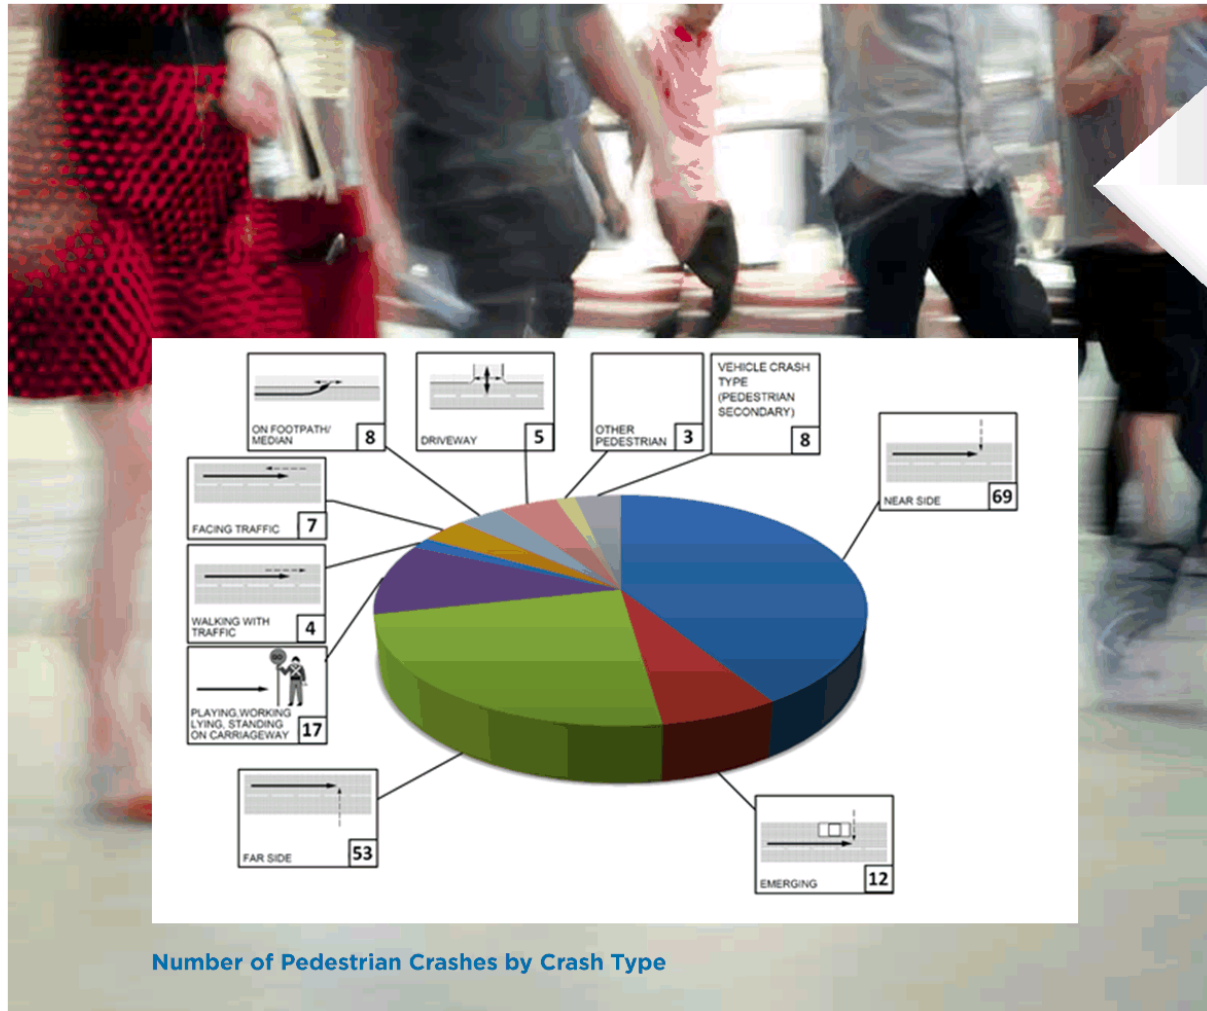 ON FOOTPATH/
MEDIAN
8
DRIVEWAY
5
OTHER
PEDESTRIAN
3
VEHICLE CRASH
TYPE
(PEDESTRIAN
SECONDARY)
8
NEAR SIDE
69
FACING TRAFFIC
7
WALKING WITH
TRAFFIC
4
PLAYING,WORKING
LYING, STANDING
ON CARRIAGEWAY
17
FAR SIDE
53
EMERGING
12
Number of Pedestrian Crashes by Crash Type